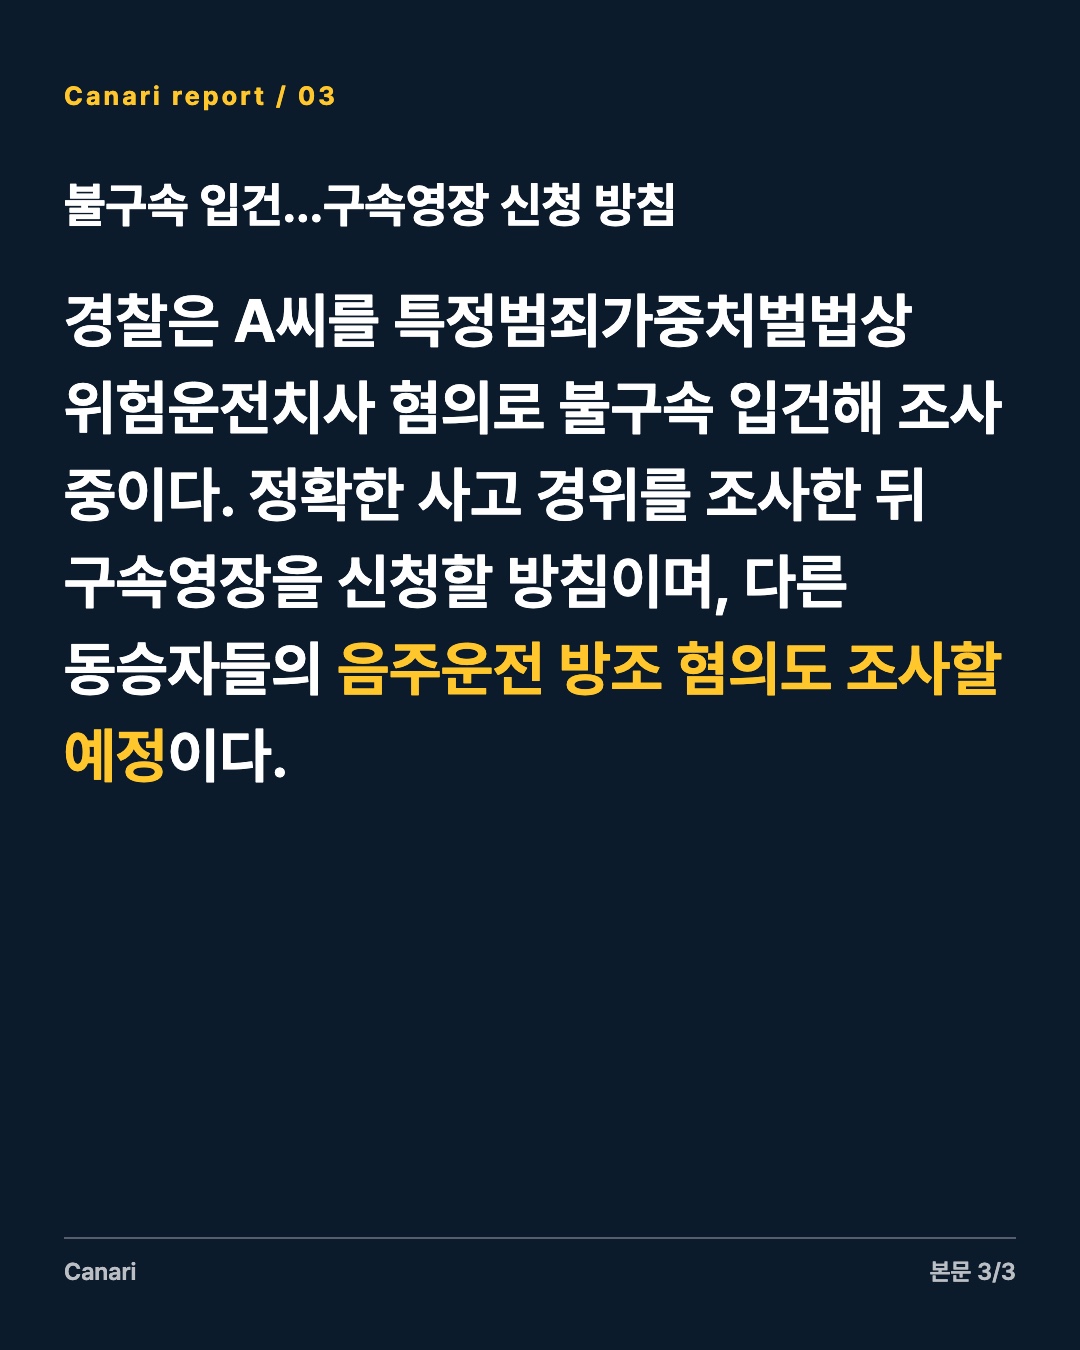 Canari report / 03
불구속 입건...구속영장 신청 방침
경찰은 A씨를 특정범죄가중처벌법상
위험운전치사 혐의로 불구속 입건해 조사
중이다. 정확한 사고 경위를 조사한 뒤
구속영장을 신청할 방침이며, 다른
동승자들의 음주운전 방조 혐의도 조사할
예정이다.
Canari
본문 3/3